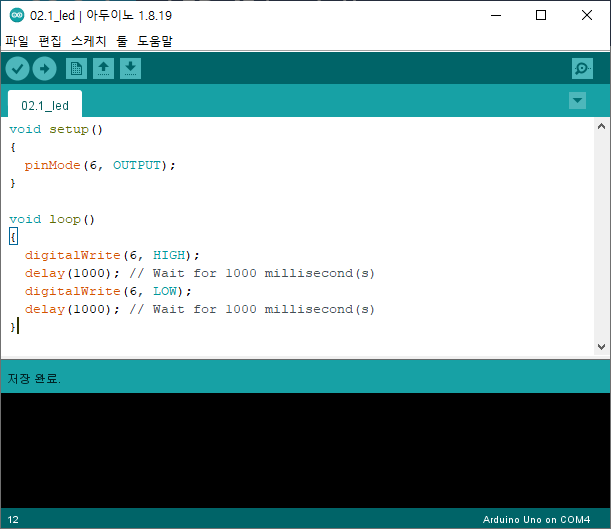 02.1_led | 아두이노 1.8.19
파일 편집 스케치 툴 도움말
02.1_led
void setup()
{
  pinMode(6, OUTPUT);
}

void loop()
{
  digitalWrite(6, HIGH);
  delay(1000); // Wait for 1000 millisecond(s)
  digitalWrite(6, LOW);
  delay(1000); // Wait for 1000 millisecond(s)
}
저장 완료.
12
Arduino Uno on COM4